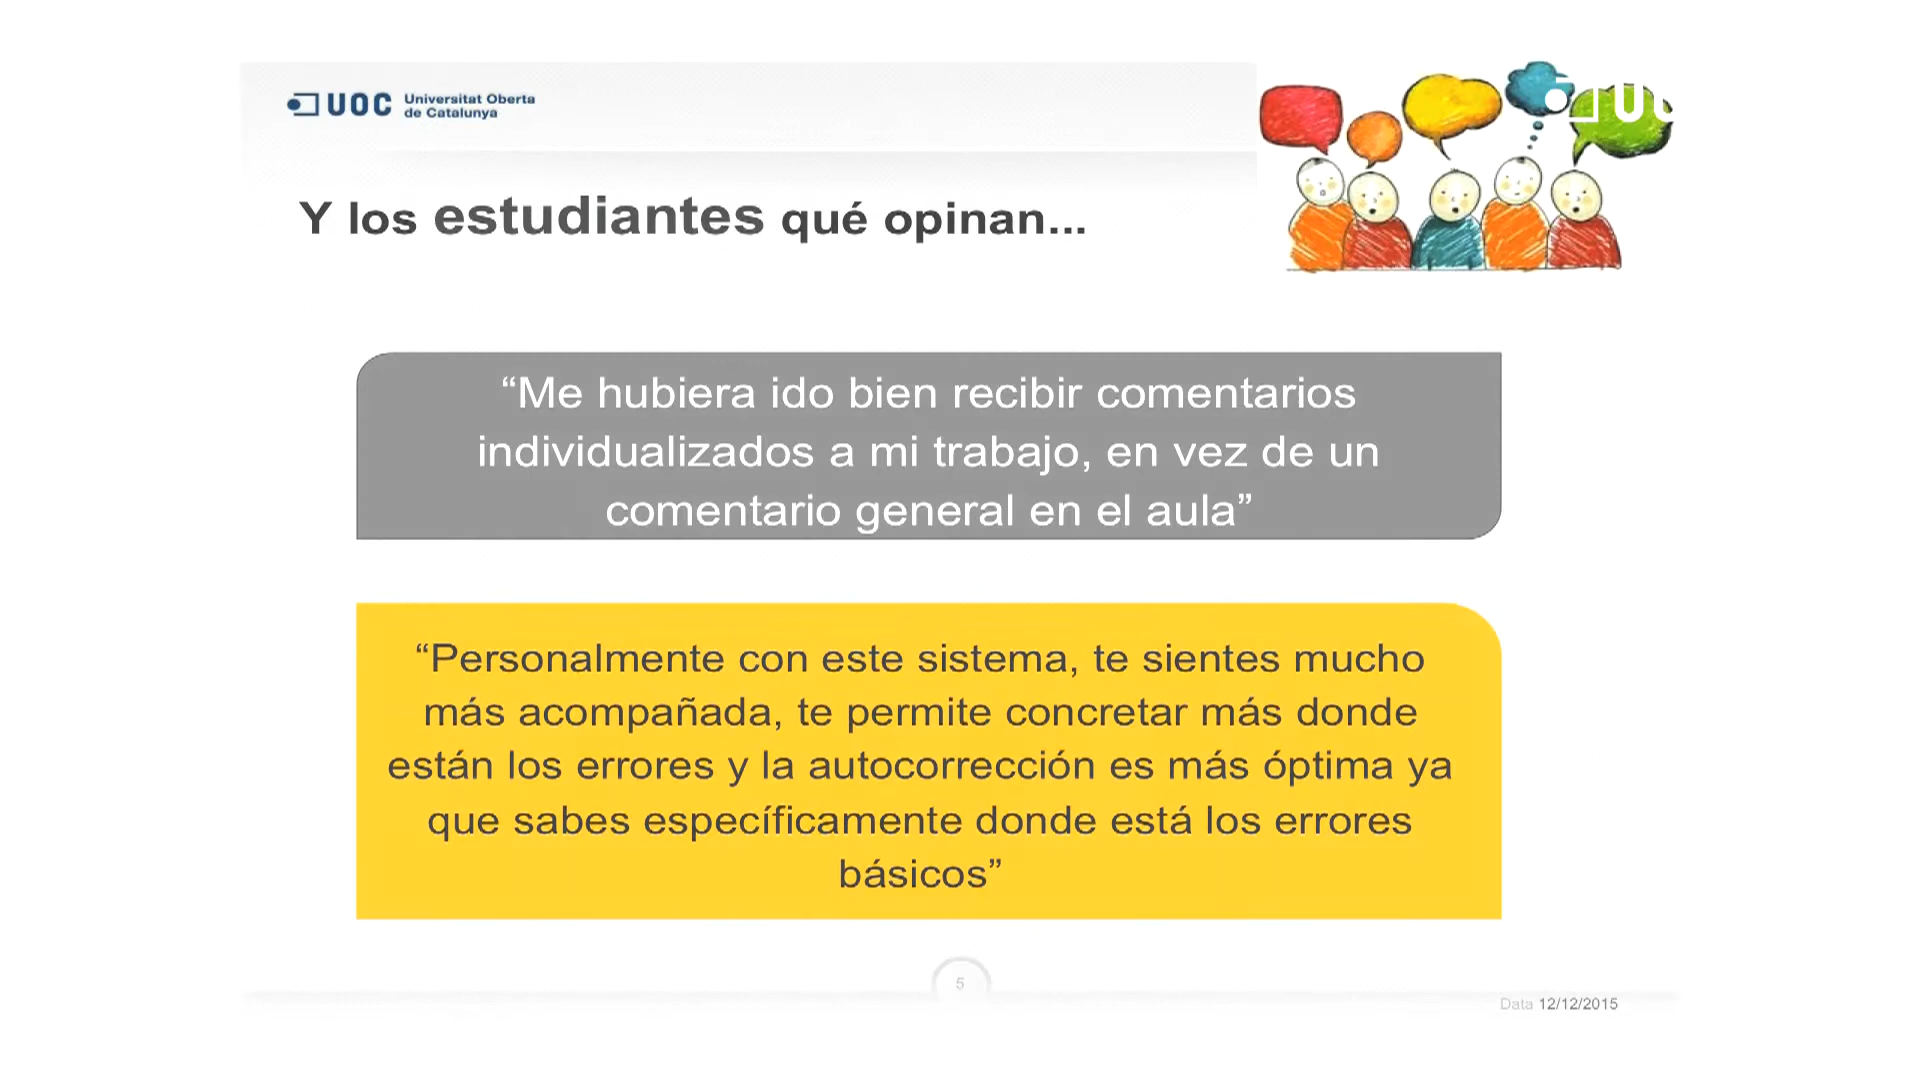 UOC Universitat Oberta
de Catalunya
Y los estudiantes qué opinan...
“Me hubiera ido bien recibir comentarios
individualizados a mi trabajo, en vez de un
comentario general en el aula”
“Personalmente con este sistema, te sientes mucho
más acompañada, te permite concretar más donde
están los errores y la autocorrección es más óptima ya
que sabes específicamente donde está los errores
básicos”
5
Data 12/12/2015